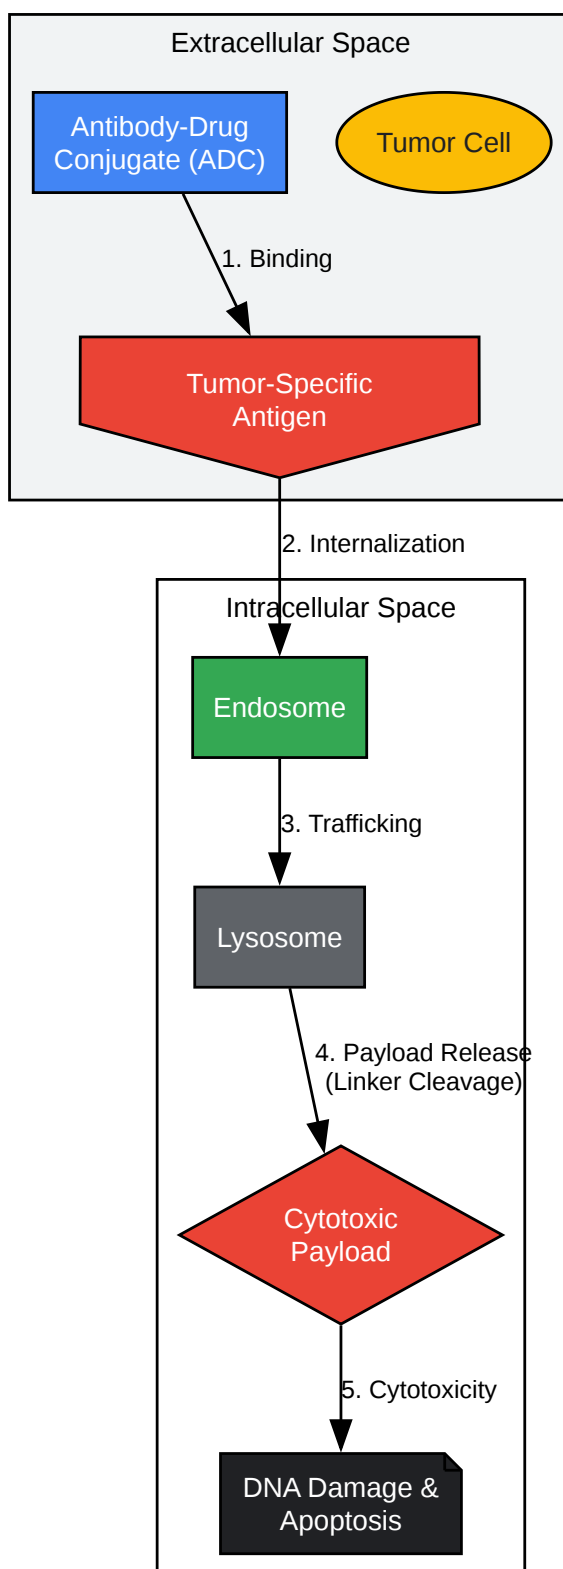 Extracellular Space
Antibody-Drug
Conjugate (ADC)
Tumor Cell
1. Binding
Tumor-Specific
Antigen
2. Internalization
Intracellular Space
Endosome
3. Trafficking
Lysosome
4. Payload Release
(Linker Cleavage)
Cytotoxic
Payload
5. Cytotoxicity
DNA Damage &
Apoptosis